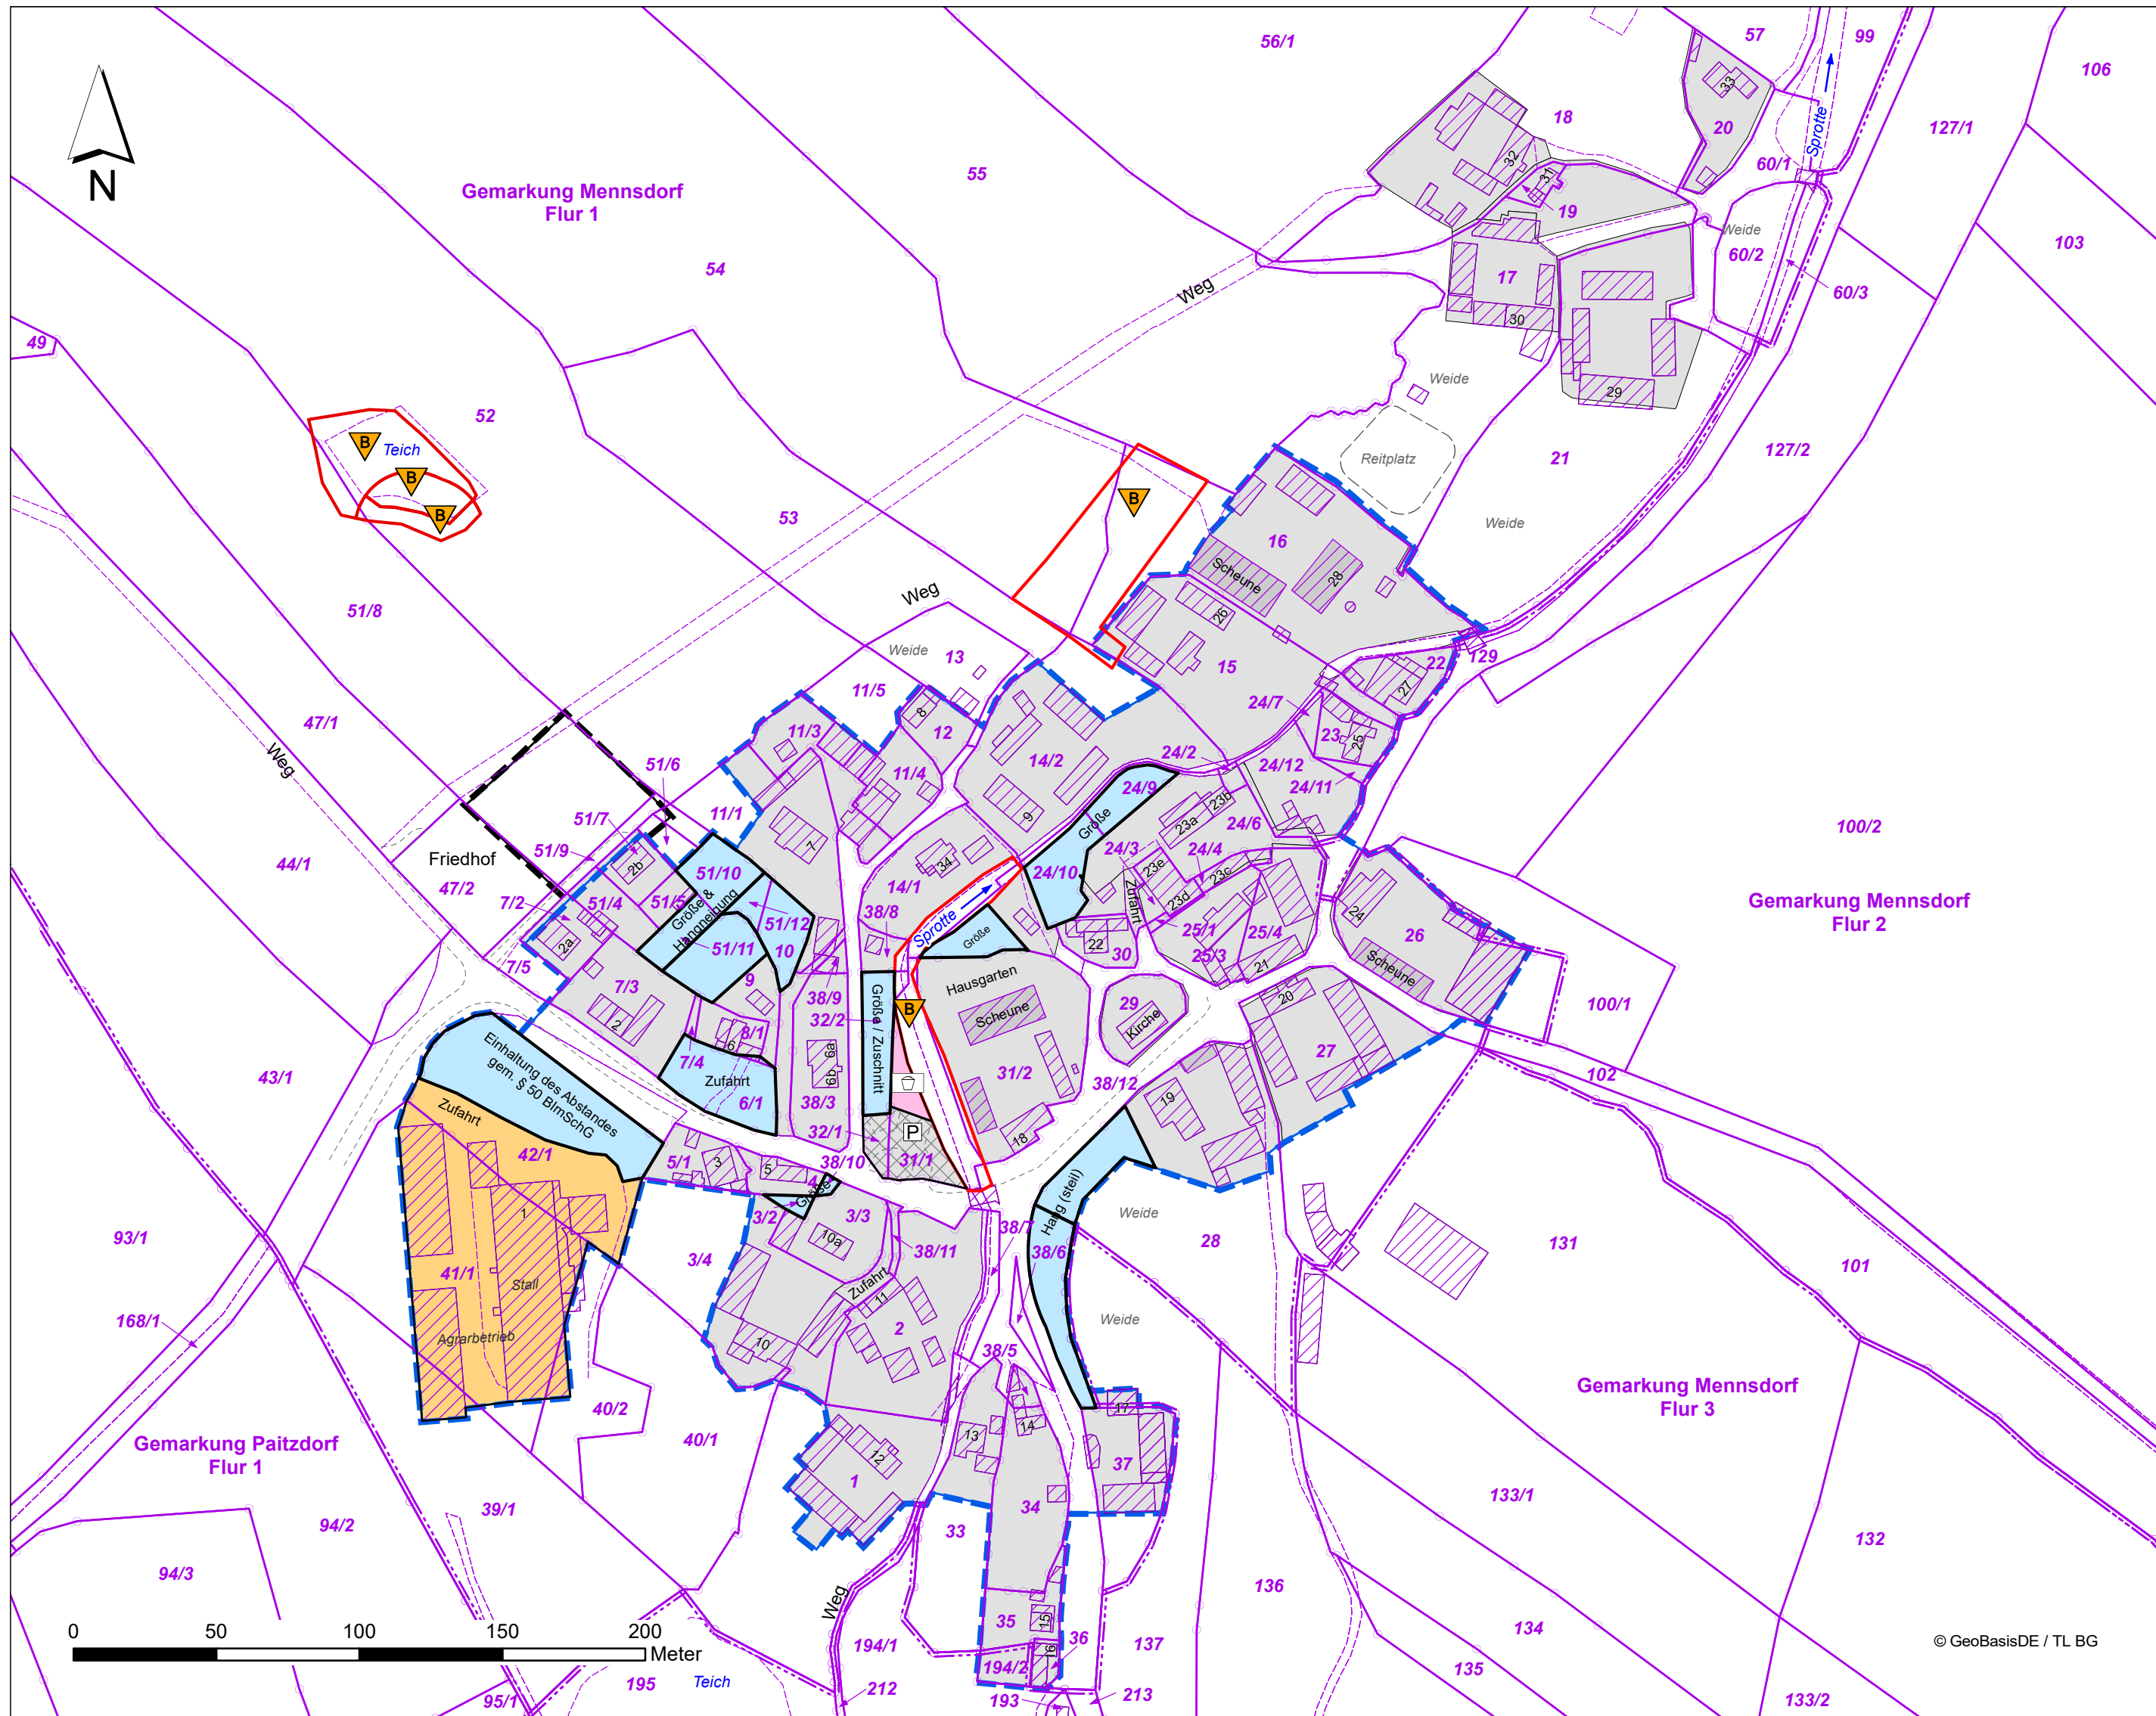 56/1
57
99
106
33
18
20
Sprotte
127/1
60/1
32
31
55
Gemarkung Mennsdorf
Flur 1
19
N
Weide
60/2
103
54
17
60/3
Weg
30
49
Weide
29
52
B
Teich
B
B
B
Reitplatz
21
127/2
53
Weide
16
Scheune
28
Weg
51/8
26
Weide
13
15
22
129
27
11/5
47/1
24/7
8
12
11/3
23
25
Weg
14/2
24/2
51/6
24/12
11/4
24/11
24/9
23b
11/1
51/7
9
Größe
23a
24/6
100/2
7
51/9
Friedhof
2b
34
24/3
24/4
23e
44/1
47/2
51/10
24/10
23c
14/1
Zufahrt
7/2
51/4
51/5
Größe &
Hangneigung
23d
38/8
Gemarkung Mennsdorf
Flur 2
24
51/12
Sprotte
25/1
25/4
26
2a
51/11
10
Größe
22
30
25/3
21
Scheune
7/5
7/3
9
38/9
Hausgarten
20
29
100/1
32/2
Größe / Zuschnitt
B
Scheune
Kirche
2
8/1
6
6a
Einhaltung des Abstandes
gem. § 50 BImSchG
7/4
27
Zufahrt
6b
31/2
43/1
38/12
102
6/1
38/3
19
Zufahrt
32/1
P
18
42/1
5/1
3
5
38/10
31/1
4
Größe
Hang (steil)
1
3/2
3/3
Weide
38/7
93/1
10a
28
131
38/11
38/6
3/4
101
41/1
Stall
Zufahrt
11
168/1
Weide
2
Agrarbetrieb
10
38/5
Gemarkung Mennsdorf
Flur 3
40/2
17
14
13
Gemarkung Paitzdorf
Flur 1
40/1
12
37
1
133/1
39/1
34
94/2
33
132
94/3
136
Weg
35
15
134
0
50
100
150
200
Meter
194/1
36
137
© GeoBasisDE / TL BG
16
194/2
135
195
Teich
212
95/1
193
213
133/2